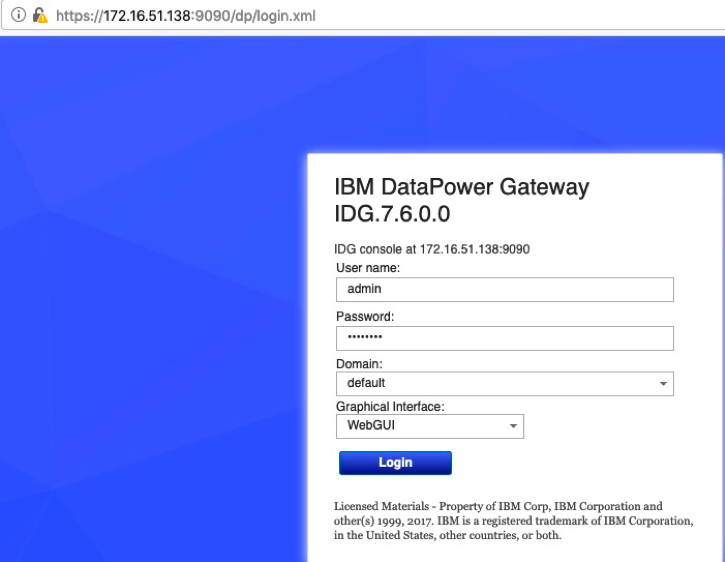 https://172.16.51.138:9090/dp/login.xml
IBM DataPower Gateway
IDG.7.6.0.0
IDG console at 172.16.51.138:9090
User name:
admin
Password:
••••••••
Domain:
default
Graphical Interface:
WebGUI
Login
Licensed Materials - Property of IBM Corp, IBM Corporation and
other(s) 1999, 2017. IBM is a registered trademark of IBM Corporation,
in the United States, other countries, or both.